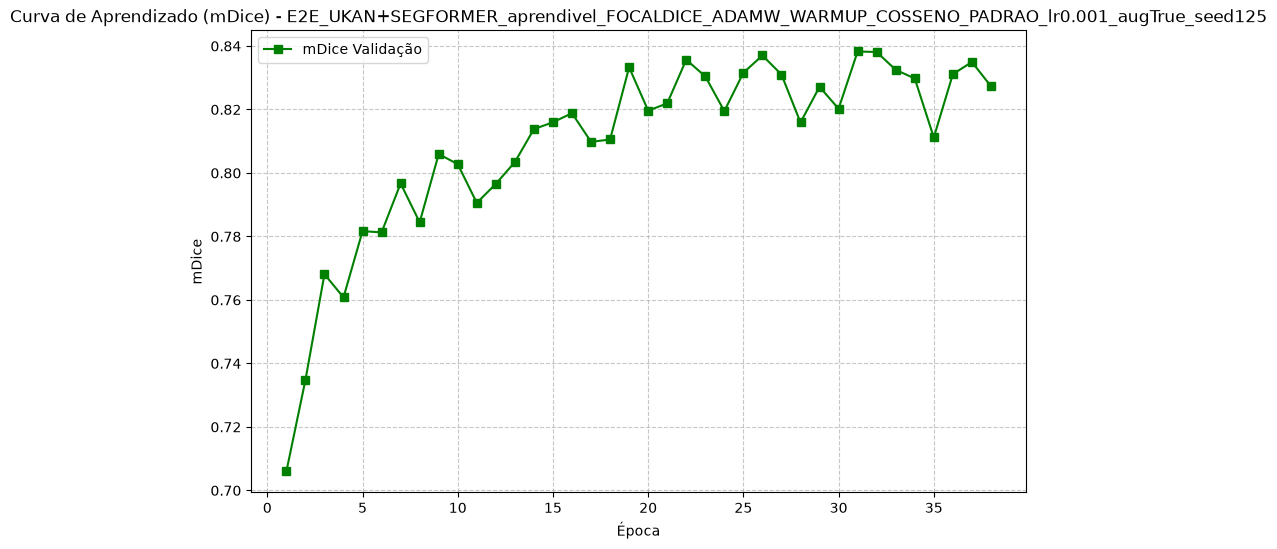 Curva de Aprendizado (mDice) - E2E_UKAN+SEGFORMER_aprendivel_FOCALDICE_ADAMW_WARMUP_COSSENO_PADRAO_lr0.001_augTrue_seed125
mDice Validação
0.84
0.82
0.80
0.78
0.76
0.74
0.72
0.70
mDice
0 5 10 15 20 25 30 35
Época